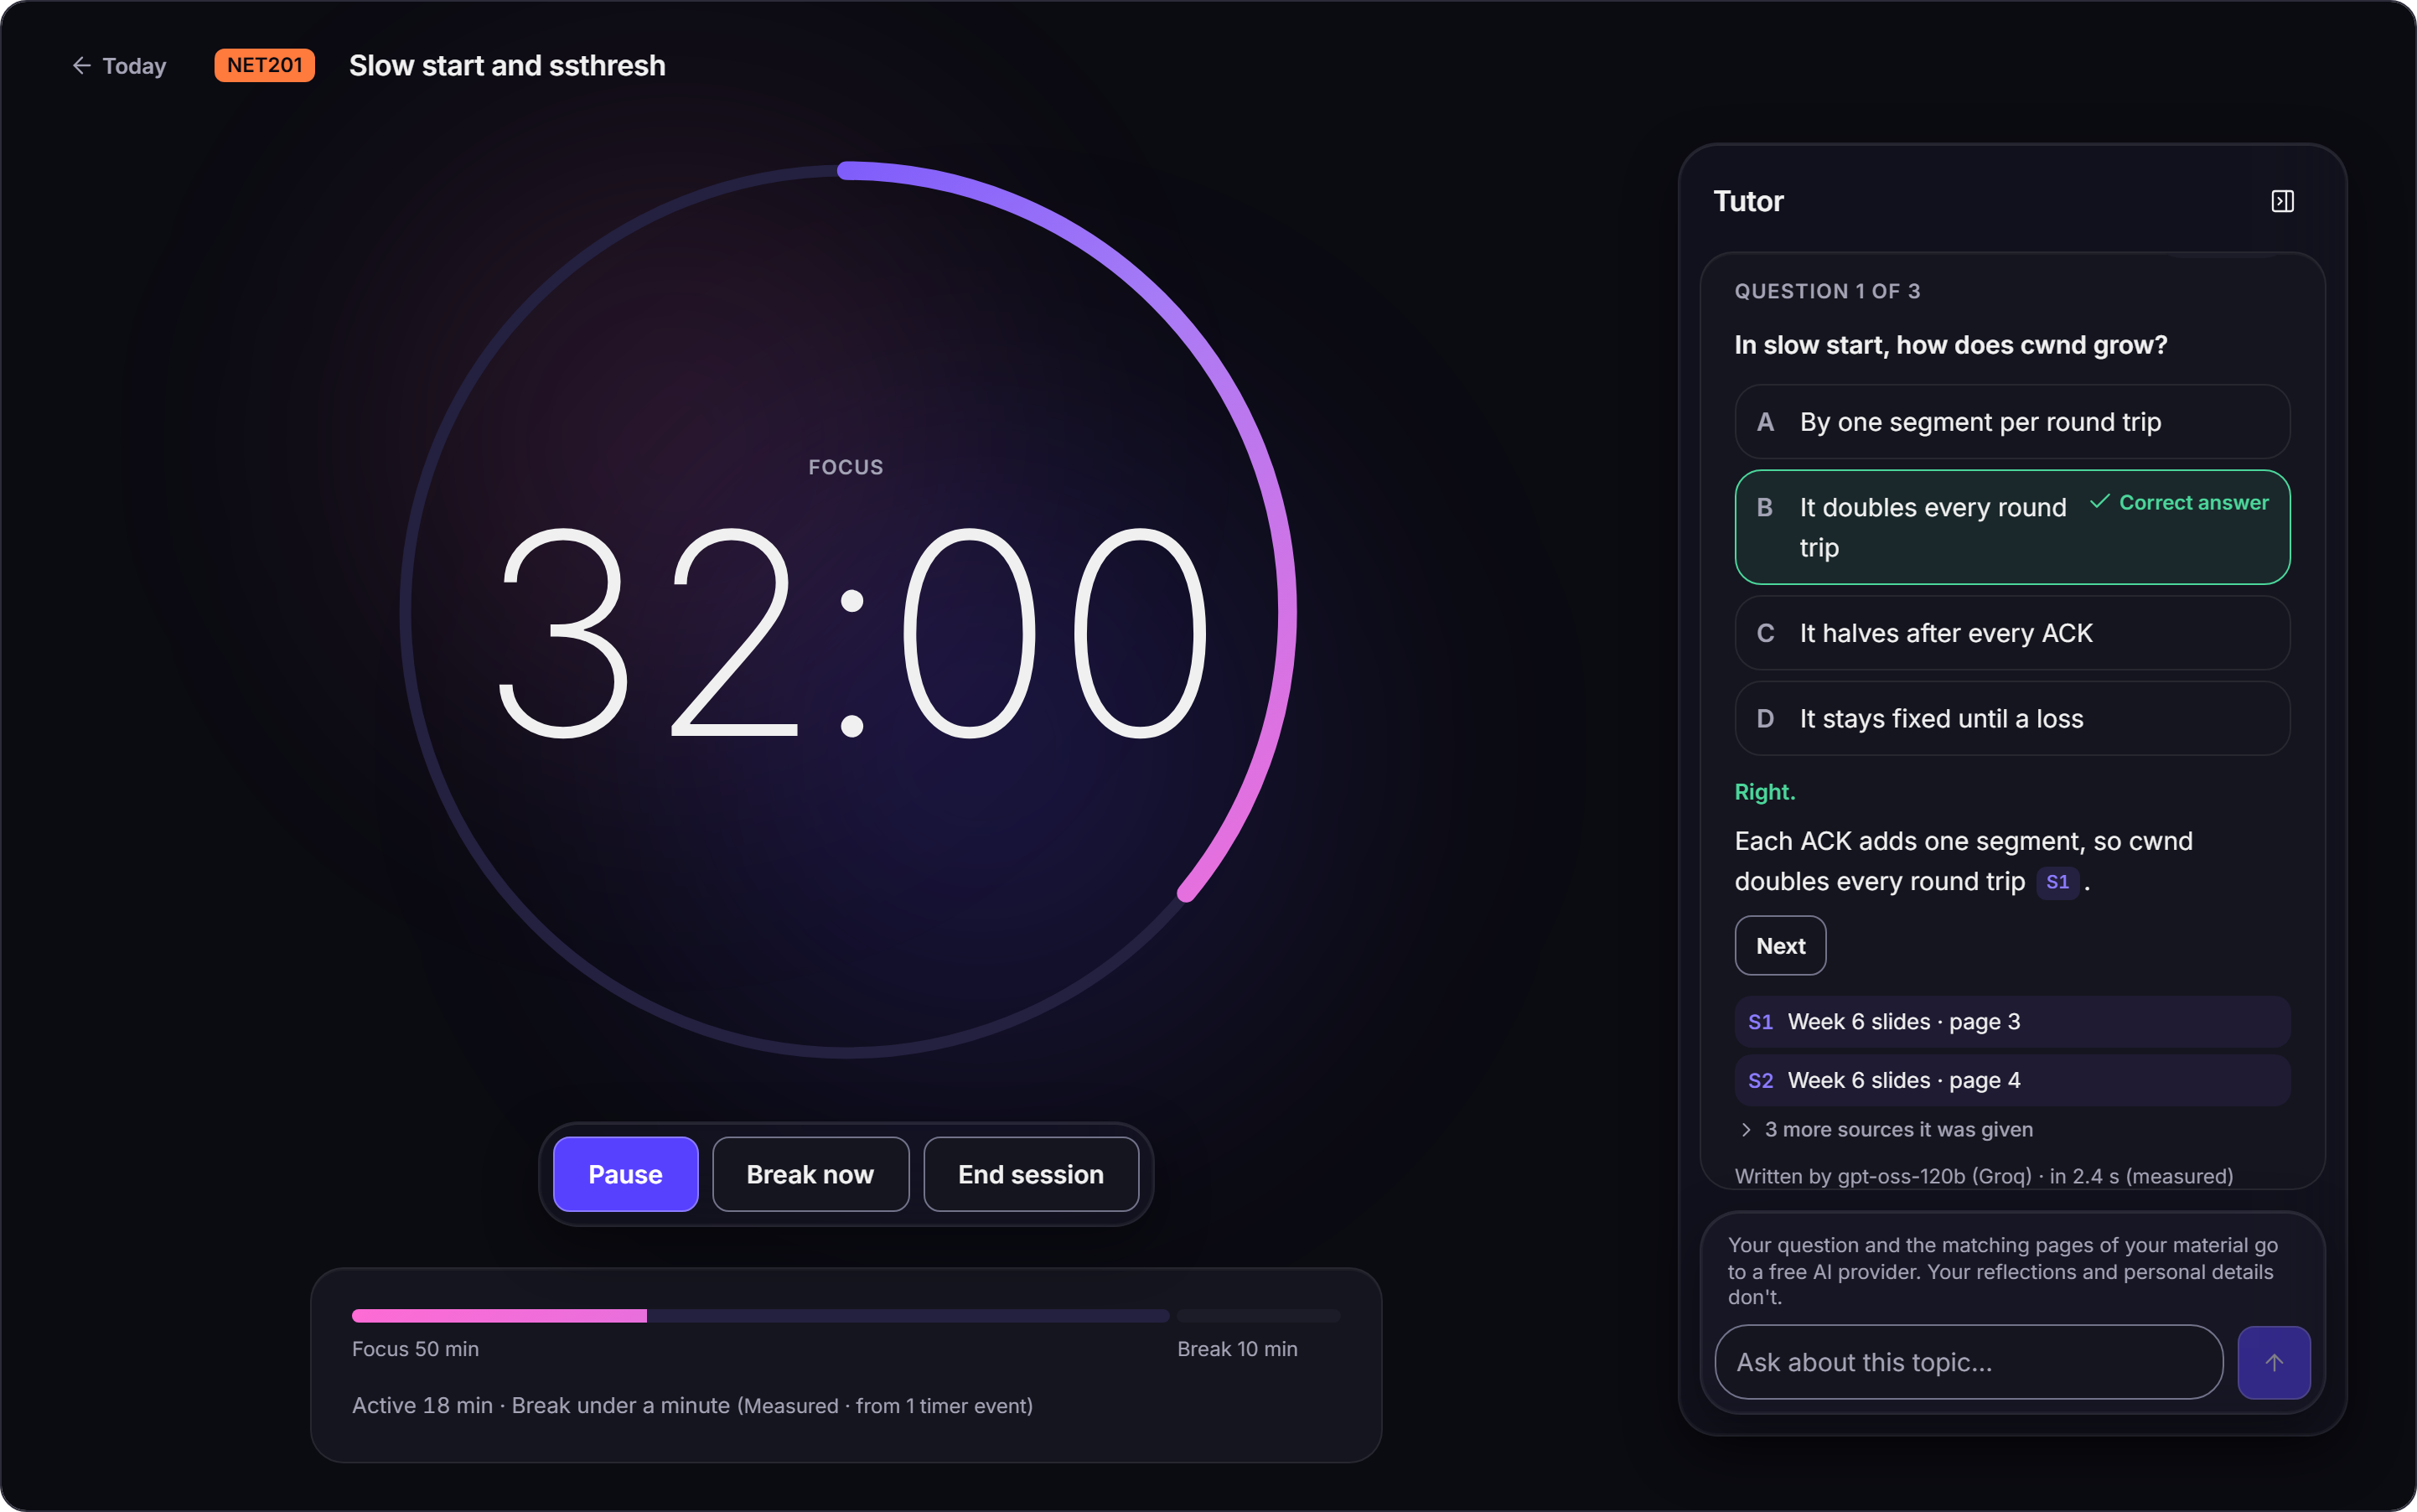 Today
NET201
Slow start and ssthresh
FOCUS
32:00
Pause
Break now
End session
Focus 50 min
Break 10 min
Active 18 min · Break under a minute (Measured · from 1 timer event)
Tutor
QUESTION 1 OF 3
In slow start, how does cwnd grow?
A By one segment per round trip
B It doubles every round
trip
Correct answer
C It halves after every ACK
D It stays fixed until a loss
Right.
Each ACK adds one segment, so cwnd
doubles every round trip S1.
Next
S1 Week 6 slides · page 3
S2 Week 6 slides · page 4
3 more sources it was given
Written by gpt-oss-120b (Groq) · in 2.4 s (measured)
Your question and the matching pages of your material go
to a free AI provider. Your reflections and personal details
don't.
Ask about this topic...